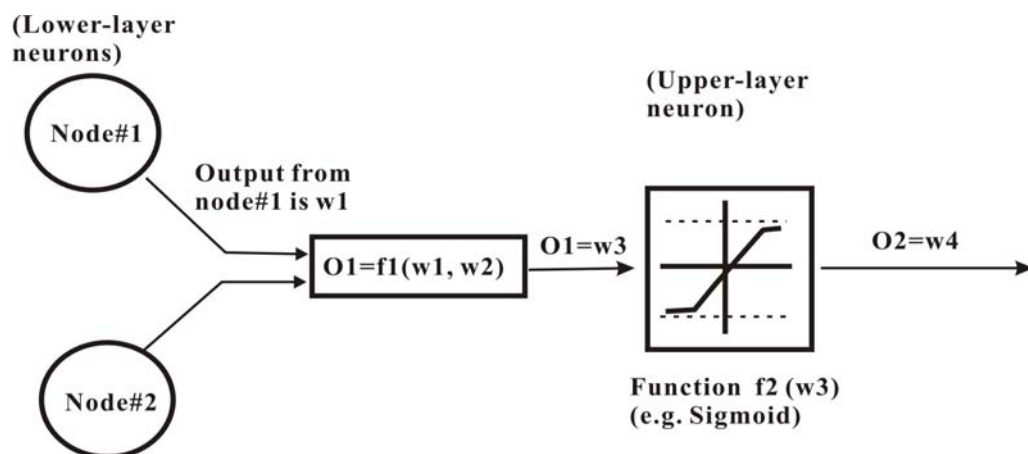 (Lower-layer
neurons)
Node#1
Output from
node#1 is w1
O1=f1(w1, w2)
Node#2
O1=w3
(Upper-layer
neuron)
O2=w4
Function f2 (w3)
(e.g. Sigmoid)